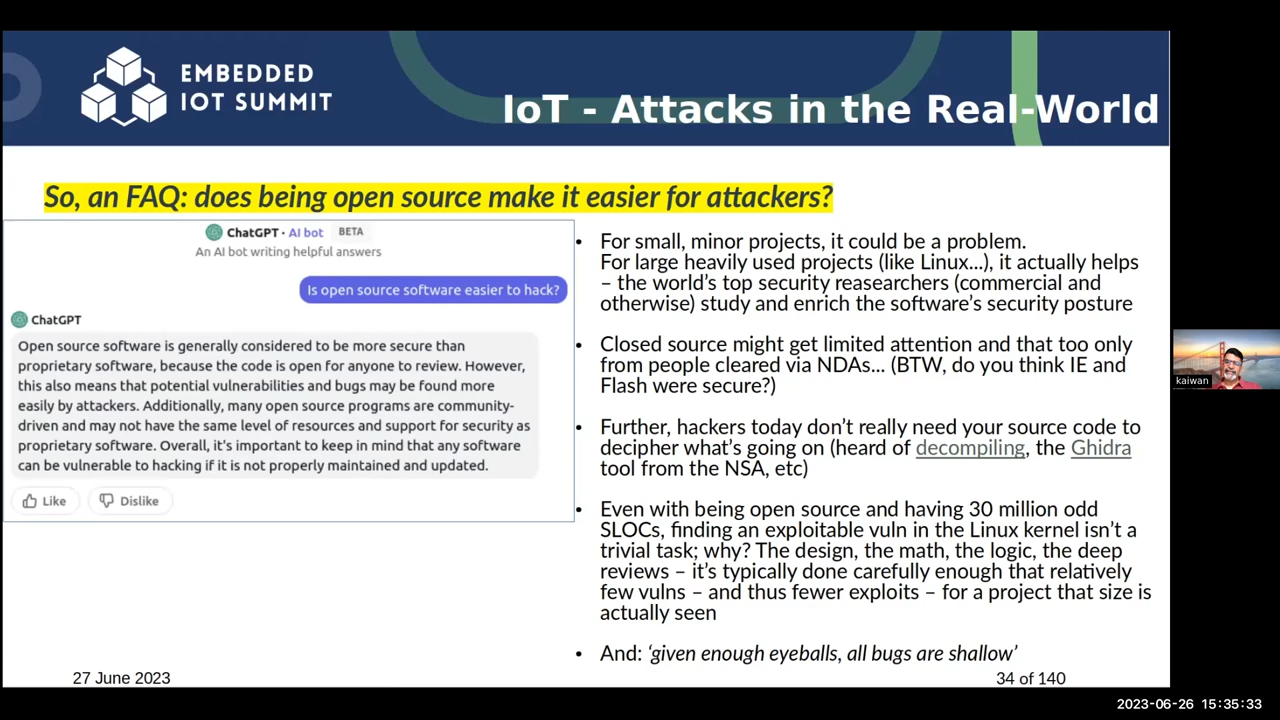 EMBEDDED
IOT SUMMIT
IoT - Attacks in the Real-World
So, an FAQ: does being open source make it easier for attackers?
ChatGPT · AI bot BETA
An AI bot writing helpful answers
Is open source software easier to hack?
ChatGPT
Open source software is generally considered to be more secure than
proprietary software, because the code is open for anyone to review. However,
this also means that potential vulnerabilities and bugs may be found more
easily by attackers. Additionally, many open source programs are community-
driven and may not have the same level of resources and support for security as
proprietary software. Overall, it's important to keep in mind that any software
can be vulnerable to hacking if it is not properly maintained and updated.
Like Dislike
• For small, minor projects, it could be a problem.
For large heavily used projects (like Linux...), it actually helps
– the world's top security reasearchers (commercial and
otherwise) study and enrich the software's security posture
• Closed source might get limited attention and that too only
from people cleared via NDAs... (BTW, do you think IE and
Flash were secure?)
• Further, hackers today don't really need your source code to
decipher what's going on (heard of decompiling, the Ghidra
tool from the NSA, etc)
• Even with being open source and having 30 million odd
SLOCs, finding an exploitable vuln in the Linux kernel isn't a
trivial task; why? The design, the math, the logic, the deep
reviews – it's typically done carefully enough that relatively
few vulns – and thus fewer exploits – for a project that size is
actually seen
• And: 'given enough eyeballs, all bugs are shallow'
27 June 2023
34 of 140
kaiwan
2023-06-26 15:35:33